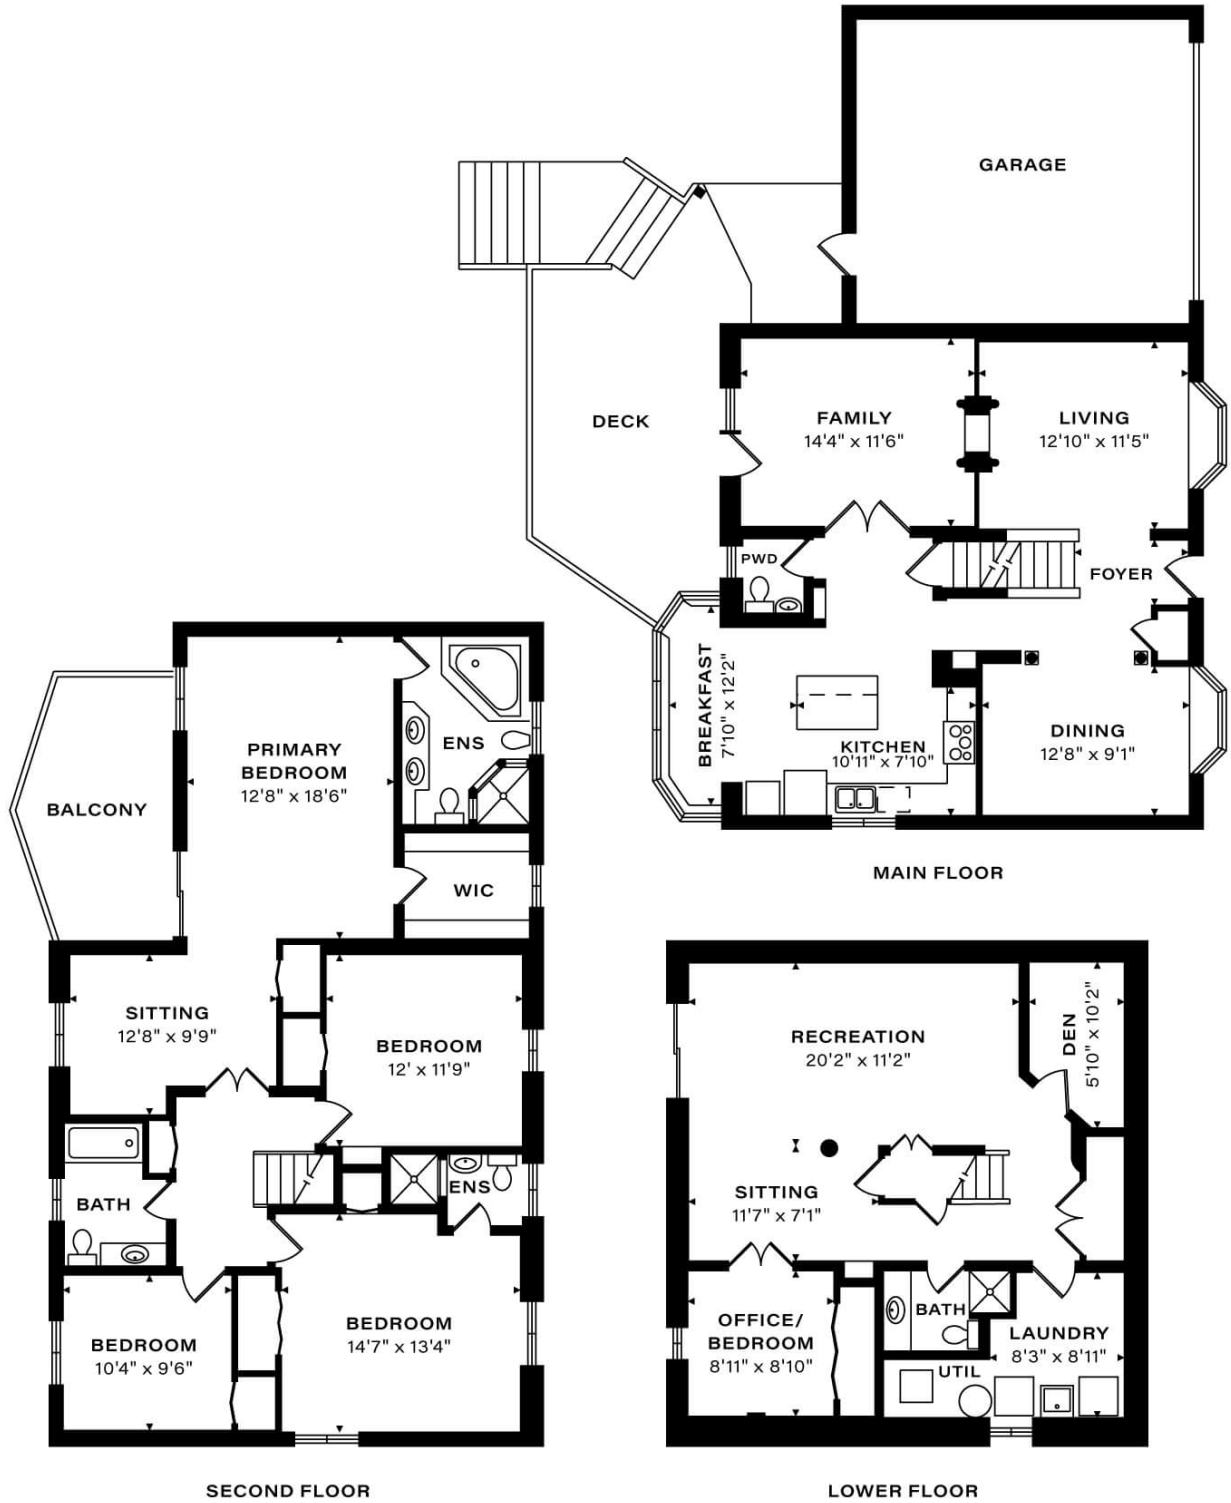 GARAGE
DECK
FAMILY
14'4" x 11'6"
LIVING
12'10" x 11'5"
PWD
FOYER
BREAKFAST
7'10" x 12'2"
KITCHEN
10'11" x 7'10"
DINING
12'8" x 9'1"
MAIN FLOOR
BALCONY
PRIMARY
BEDROOM
12'8" x 18'6"
ENS
WIC
SITTING
12'8" x 9'9"
BEDROOM
12' x 11'9"
BATH
ENS
BEDROOM
10'4" x 9'6"
BEDROOM
14'7" x 13'4"
SECOND FLOOR
RECREATION
20'2" x 11'2"
DEN
5'10" x 10'2"
SITTING
11'7" x 7'1"
OFFICE/
BEDROOM
8'11" x 8'10"
BATH
LAUNDRY
8'3" x 8'11"
UTIL
LOWER FLOOR